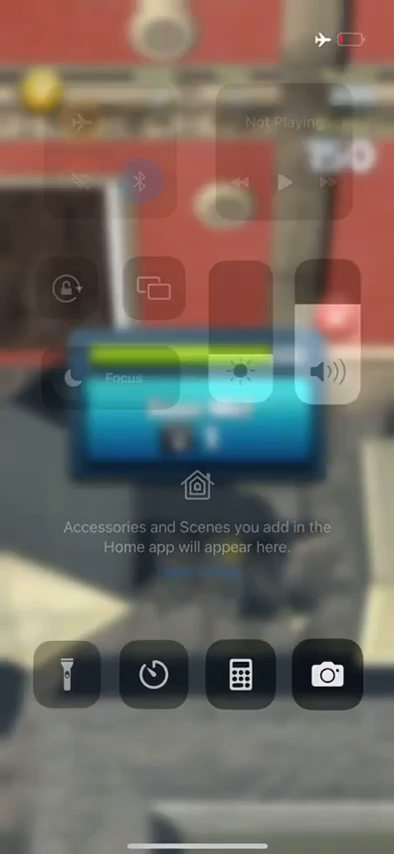 Not Playing
Focus
Accessories and Scenes you add in the
Home app will appear here.